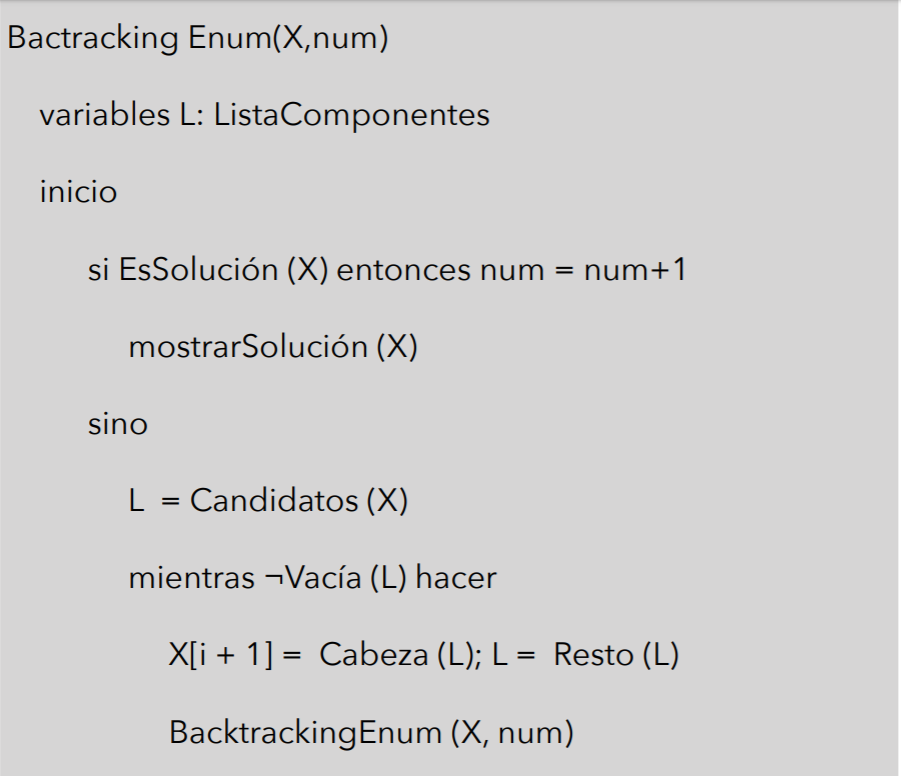 Bactracking Enum(X,num)
variables L: ListaComponentes
inicio
si EsSolución (X) entonces num = num+1
mostrarSolución (X)
sino
L = Candidatos (X)
mientras ¬Vacía (L) hacer
X[i + 1] = Cabeza (L); L = Resto (L)
BacktrackingEnum (X, num)